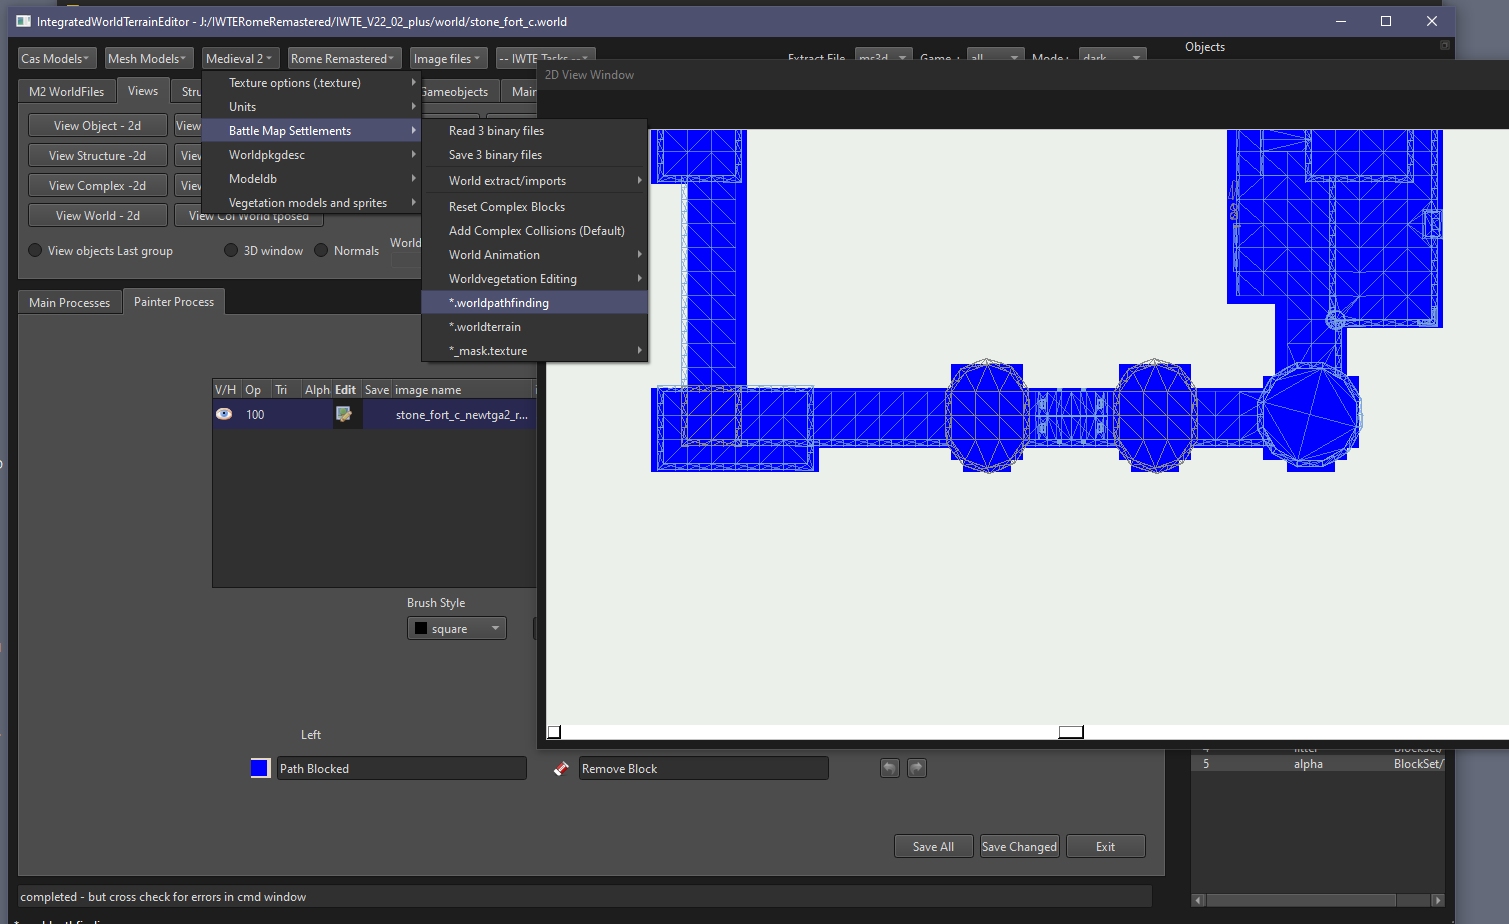 IntegratedWorldTerrainEditor - J:/IWTERomeRemastered/IWTE_V22_02_plus/world/stone_fort_c.world
Cas Models Mesh Models Medieval 2 Rome Remastered Image files -- IWTE Tasks -- Extract File ms3d Game : all Mode : dark Objects
2D View Window
M2 WorldFiles Views Stru Gameobjects Main
Texture options (.texture)
Units
Battle Map Settlements
Worldpkgdesc
Modeldb
Vegetation models and sprites
Read 3 binary files
Save 3 binary files
World extract/imports
Reset Complex Blocks
Add Complex Collisions (Default)
World Animation
Worldvegetation Editing
*.worldpathfinding
*.worldterrain
*_mask.texture
View Object - 2d View
View Structure -2d Vie
View Complex -2d Vie
View World - 2d View Col World tposed
View objects Last group 3D window Normals World
Main Processes Painter Process
V/H Op Tri Alph Edit Save image name
100 stone_fort_c_newtga2_r...
Brush Style
square
Left
Path Blocked Remove Block
4 litter BlockSet/
5 alpha BlockSet/
Save All Save Changed Exit
completed - but cross check for errors in cmd window